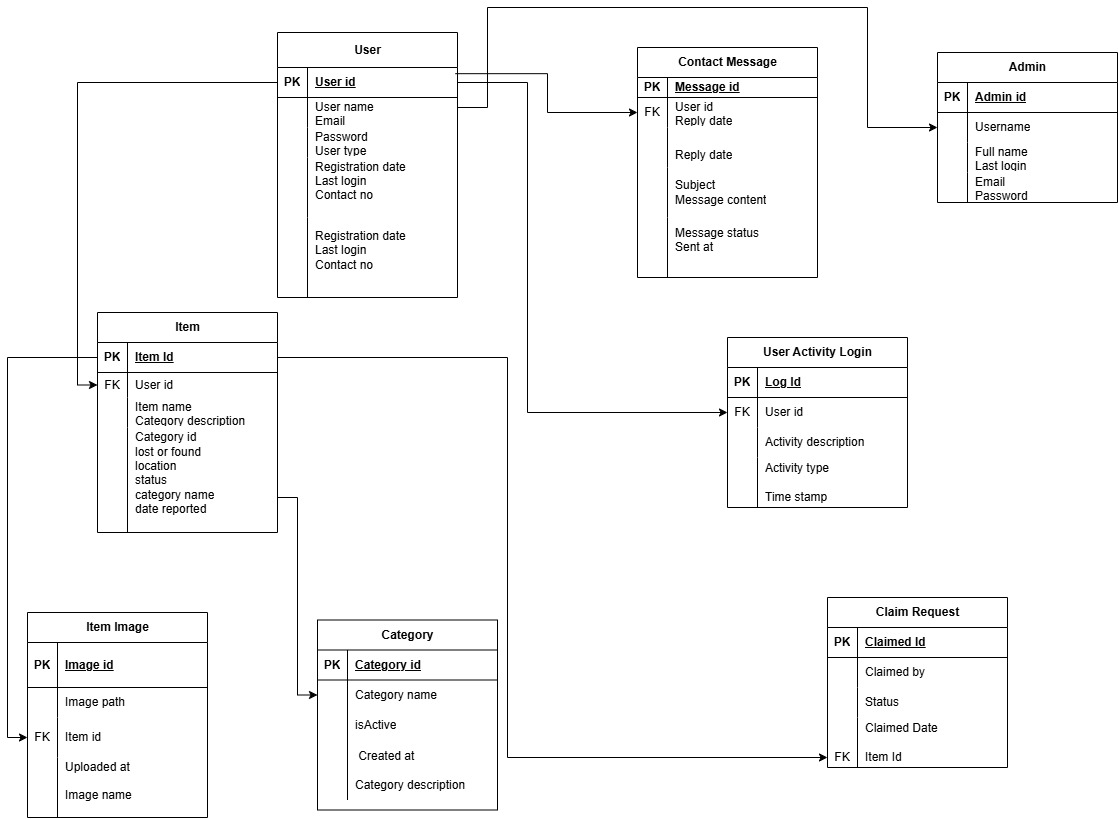 User
PK User id
User name
Email
Password
User type
Registration date
Last login
Contact no
Registration date
Last login
Contact no
Contact Message
PK Message id
FK User id
Reply date
Reply date
Subject
Message content
Message status
Sent at
Admin
PK Admin id
Username
Full name
Last login
Email
Password
Item
PK Item Id
FK User id
Item name
Category description
Category id
lost or found
location
status
category name
date reported
User Activity Login
PK Log Id
FK User id
Activity description
Activity type
Time stamp
Item Image
PK Image id
Image path
FK Item id
Uploaded at
Image name
Category
PK Category id
Category name
isActive
Created at
Category description
Claim Request
PK Claimed Id
Claimed by
Status
Claimed Date
FK Item Id